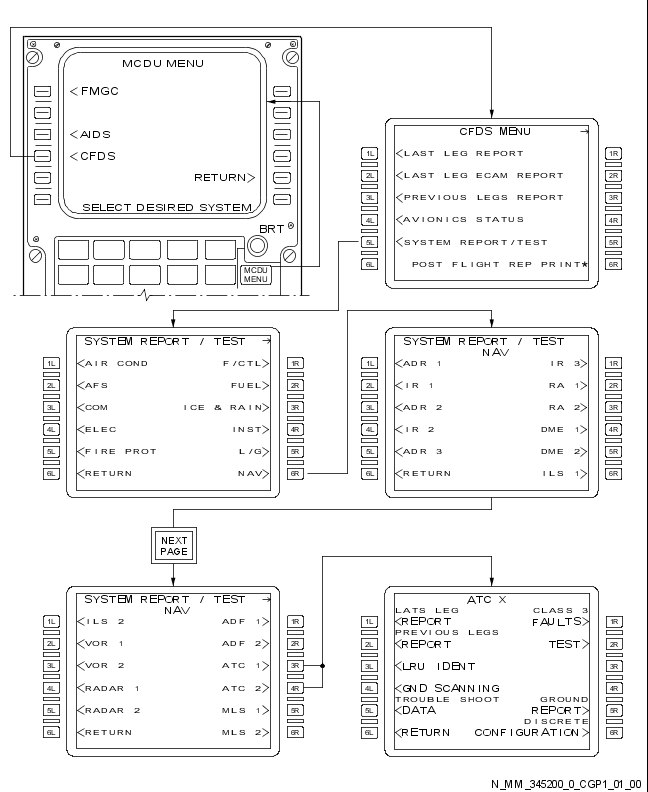 MCDU MENU
<FMGC
<AIDS
<CFDS
RETURN>
SELECT DESIRED SYSTEM
BRT
MCDU
MENU
CFDS MENU →
1L <LAST LEG REPORT 1R
2L <LAST LEG ECAM REPORT 2R
3L <PREVIOUS LEGS REPORT 3R
4L <AVIONICS STATUS 4R
5L <SYSTEM REPORT/TEST 5R
6L POST FLIGHT REP PRINT* 6R
SYSTEM REPORT / TEST →
1L <AIR COND F/CTL> 1R
2L <AFS FUEL> 2R
3L <COM ICE & RAIN> 3R
4L <ELEC INST> 4R
5L <FIRE PROT L/G> 5R
6L <RETURN NAV> 6R
SYSTEM REPORT / TEST
NAV
1L <ADR 1 IR 3> 1R
2L <IR 1 RA 1> 2R
3L <ADR 2 RA 2> 3R
4L <IR 2 DME 1> 4R
5L <ADR 3 DME 2> 5R
6L <RETURN ILS 1> 6R
NEXT
PAGE
SYSTEM REPORT / TEST →
NAV
1L <ILS 2 ADF 1> 1R
2L <VOR 1 ADF 2> 2R
3L <VOR 2 ATC 1> 3R
4L <RADAR 1 ATC 2> 4R
5L <RADAR 2 MLS 1> 5R
6L <RETURN MLS 2> 6R
ATC X
LATS LEG CLASS 3
1L <REPORT FAULTS> 1R
PREVIOUS LEGS
2L <REPORT TEST> 2R
3L <LRU IDENT 3R
4L <GND SCANNING 4R
TROUBLE SHOOT GROUND
5L <DATA REPORT> 5R
DISCRETE
6L <RETURN CONFIGURATION> 6R
N_MM_345200_0_CGP1_01_00